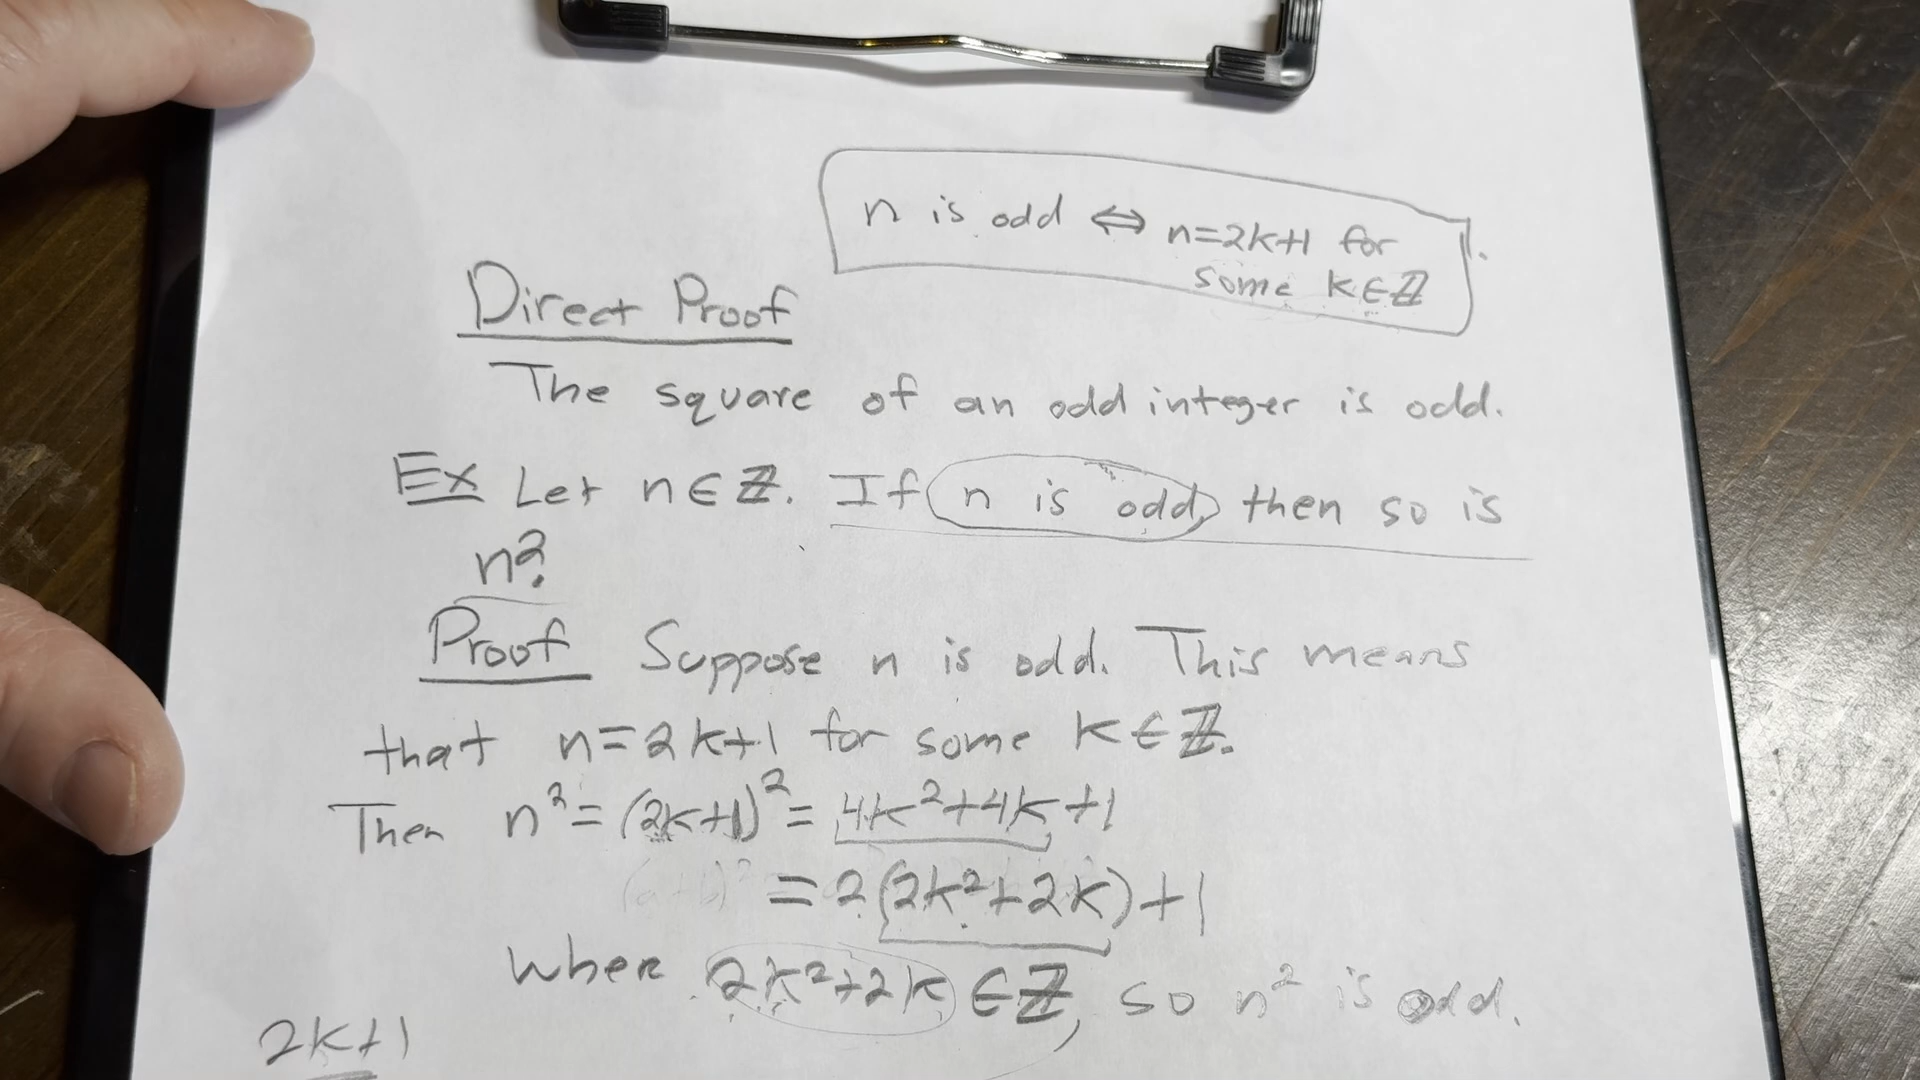 n is odd ⇔ n=2k+1 for
some k∈ℤ
Direct Proof
The square of an odd integer is odd.
Ex Let n∈ℤ. If n is odd, then so is
n².
Proof Suppose n is odd. This means
that n=2k+1 for some k∈ℤ.
Then n²=(2k+1)²=4k²+4k+1
=2(2k²+2k)+1
where 2k²+2k∈ℤ, so n² is odd.
2k+1